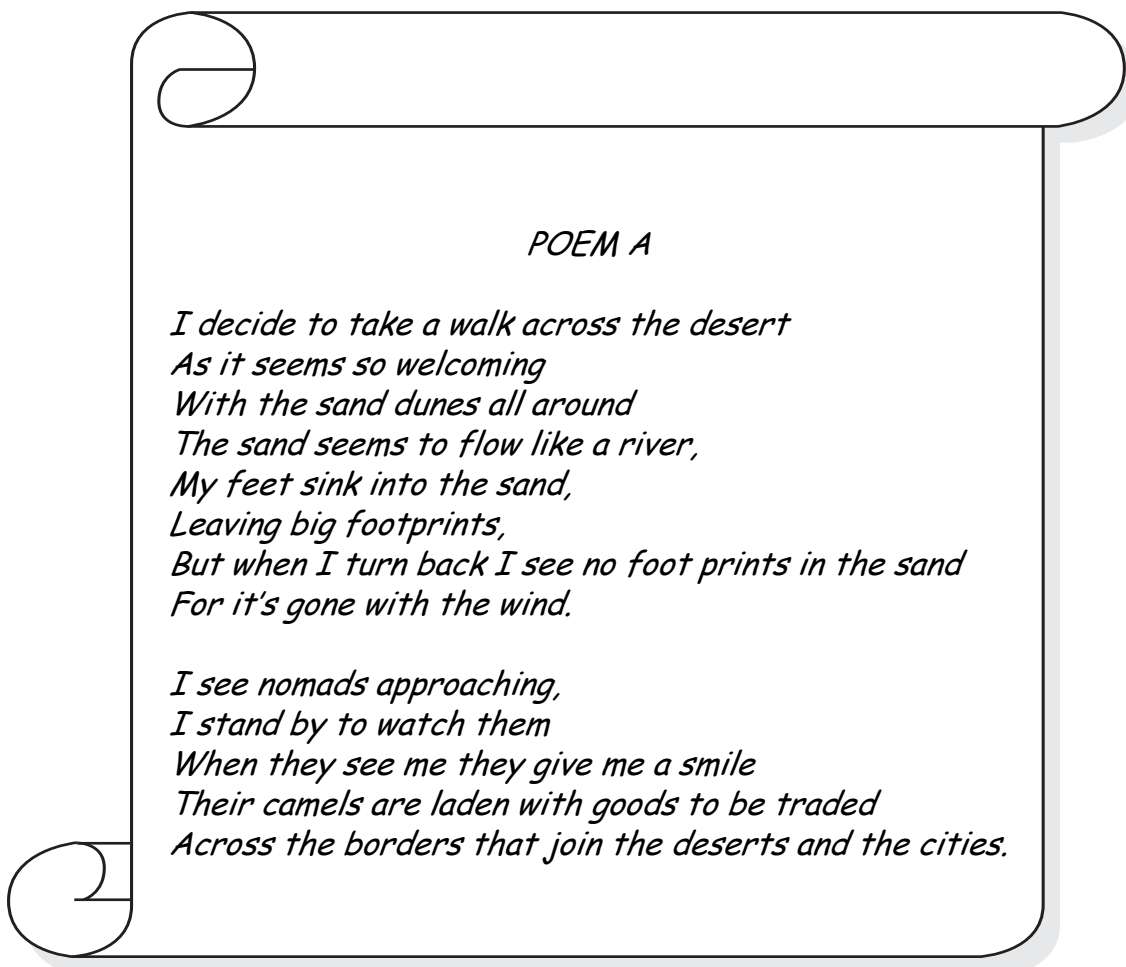 POEM A
I decide to take a walk across the desert
As it seems so welcoming
With the sand dunes all around
The sand seems to flow like a river,
My feet sink into the sand,
Leaving big footprints,
But when I turn back I see no foot prints in the sand
For it's gone with the wind.
I see nomads approaching,
I stand by to watch them
When they see me they give me a smile
Their camels are laden with goods to be traded
Across the borders that join the deserts and the cities.